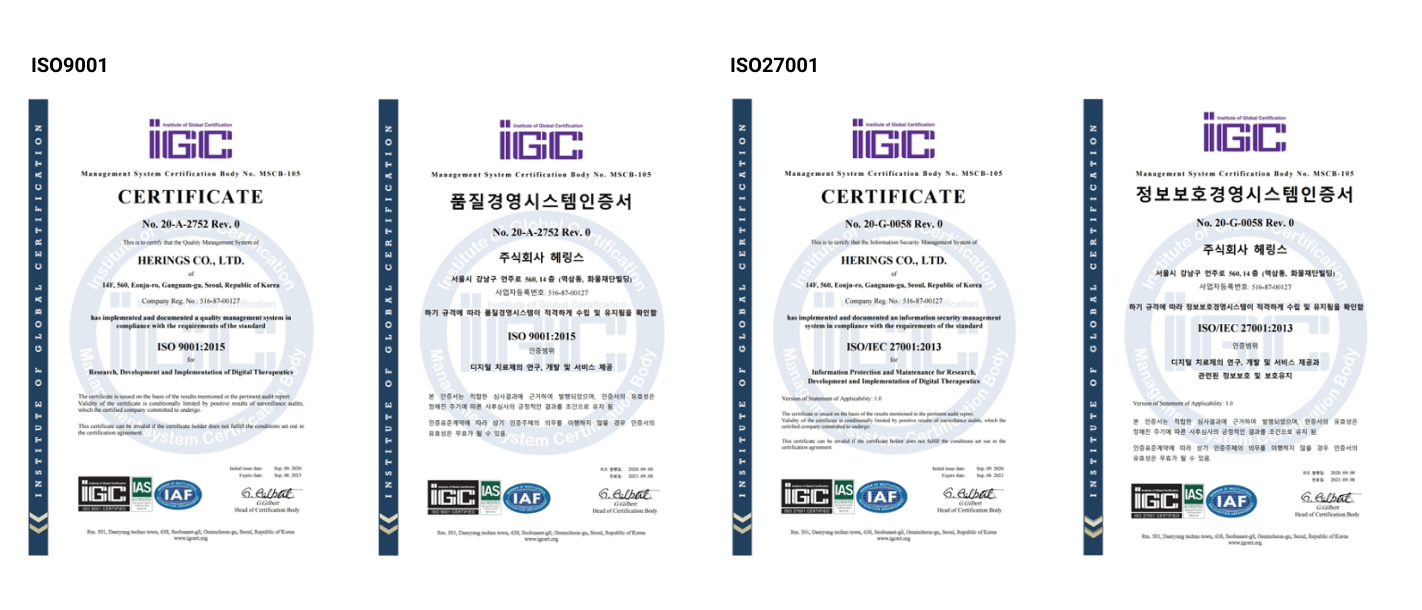 ISO9001
INSTITUTE OF GLOBAL CERTIFICATION
Institute of Global Certification
iGC
Management System Certification Body No. MSCB-105
CERTIFICATE
No. 20-A-2752 Rev. 0
This is to certify that the Quality Management System of
HERINGS CO., LTD.
of
14F, 560, Eonju-ro, Gangnam-gu, Seoul, Republic of Korea
Company Reg. No.: 516-87-00127
has implemented and documented a quality management system in
compliance with the requirements of the standard
ISO 9001:2015
for
Research, Development and Implementation of Digital Therapeutics
The certificate is issued on the basis of the results mentioned in the pertinent audit report.
Validity of the certificate is conditionally limited by positive results of surveillance audits,
which the certified company committed to undergo.
This certificate can be invalid if the certificate holder does not fulfill the conditions set out in
the certification agreement.
Initial issue date: Sep. 09. 2020
Expire date: Sep. 08. 2023
iGC
ISO 9001 CERTIFIED
IAS
IAF
G.Gilbert
Head of Certification Body
Rm. 501, Daeryung techno town, 638, Seobusaet-gil, Geumcheon-gu, Seoul, Republic of Korea
www.igcert.org
INSTITUTE OF GLOBAL CERTIFICATION
Institute of Global Certification
iGC
Management System Certification Body No. MSCB-105
품질경영시스템인증서
No. 20-A-2752 Rev. 0
주식회사 헤링스
서울시 강남구 언주로 560, 14 층 (역삼동, 화물재단빌딩)
사업자등록번호: 516-87-00127
하기 규격에 따라 품질경영시스템이 적격하게 수립 및 유지됨을 확인함
ISO 9001:2015
인증범위
디지털 치료제의 연구, 개발 및 서비스 제공
본 인증서는 적합한 심사결과에 근거하여 발행되었으며, 인증서의 유효성은
정해진 주기에 따른 사후심사의 긍정적인 결과를 조건으로 유지 됨.
인증표준계약에 따라 상기 인증주체의 의무를 이행하지 않을 경우 인증서의
유효성은 무효가 될 수 있음.
최초 발행일: 2020. 09. 09
만료일: 2023. 09. 08
iGC
ISO 9001 CERTIFIED
IAS
IAF
G.Gilbert
Head of Certification Body
Rm. 501, Daeryung techno town, 638, Seobusaet-gil, Geumcheon-gu, Seoul, Republic of Korea
www.igcert.org
ISO27001
INSTITUTE OF GLOBAL CERTIFICATION
Institute of Global Certification
iGC
Management System Certification Body No. MSCB-105
CERTIFICATE
No. 20-G-0058 Rev. 0
This is to certify that the Information Security Management System of
HERINGS CO., LTD.
of
14F, 560, Eonju-ro, Gangnam-gu, Seoul, Republic of Korea
Company Reg. No.: 516-87-00127
has implemented and documented an information security management
system in compliance with the requirements of the standard
ISO/IEC 27001:2013
for
Information Protection and Maintenance for Research,
Development and Implementation of Digital Therapeutics
Version of Statement of Applicability: 1.0
The certificate is issued on the basis of the results mentioned in the pertinent audit report.
Validity of the certificate is conditionally limited by positive results of surveillance audits, which the
certified company committed to undergo.
This certificate can be invalid if the certificate holder does not fulfill the conditions set out in the
certification agreement.
Initial issue date: Sep. 09. 2020
Expire date: Sep. 08. 2023
iGC
ISO 27001 CERTIFIED
IAS
IAF
G.Gilbert
Head of Certification Body
Rm. 501, Daeryung techno town, 638, Seobusaet-gil, Geumcheon-gu, Seoul, Republic of Korea
www.igcert.org
INSTITUTE OF GLOBAL CERTIFICATION
Institute of Global Certification
iGC
Management System Certification Body No. MSCB-105
정보보호경영시스템인증서
No. 20-G-0058 Rev. 0
주식회사 헤링스
서울시 강남구 언주로 560, 14 층 (역삼동, 화물재단빌딩)
사업자등록번호: 516-87-00127
하기 규격에 따라 정보보호경영시스템이 적격하게 수립 및 유지됨을 확인함
ISO/IEC 27001:2013
인증범위
디지털 치료제의 연구, 개발 및 서비스 제공과
관련된 정보보호 및 보호유지
Version of Statement of Applicability: 1.0
본 인증서는 적합한 심사결과에 근거하여 발행되었으며, 인증서의 유효성은
정해진 주기에 따른 사후심사의 긍정적인 결과를 조건으로 유지 됨.
인증표준계약에 따라 상기 인증주체의 의무를 이행하지 않을 경우 인증서의
유효성은 무효가 될 수 있음.
최초 발행일: 2020. 09. 09
만료일: 2023. 09. 08
iGC
ISO 27001 CERTIFIED
IAS
IAF
G.Gilbert
Head of Certification Body
Rm. 501, Daeryung techno town, 638, Seobusaet-gil, Geumcheon-gu, Seoul, Republic of Korea
www.igcert.org